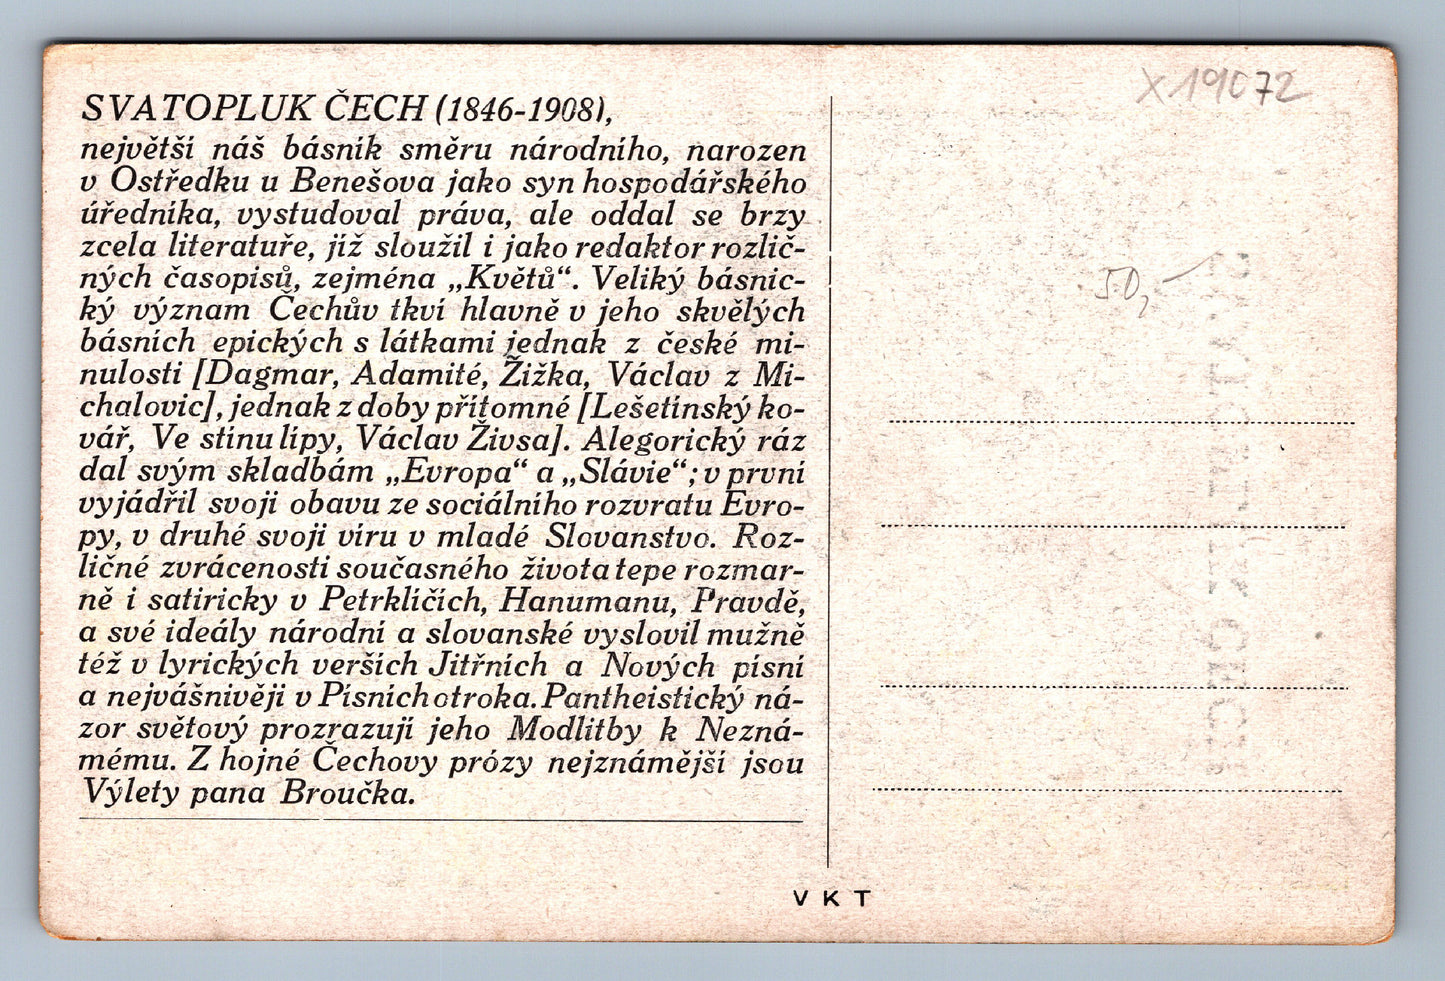 SVATOPLUK ČECH (1846-1908),
největší náš básník směru národního, narozen
v Ostředku u Benešova jako syn hospodářského
úředníka, vystudoval práva, ale oddal se brzy
zcela literatuře, jíž sloužil i jako redaktor rozlič-
ných časopisů, zejména „Květů“. Veliký básnic-
ký význam Čechův tkví hlavně v jeho skvělých
básních epických s látkami jednak z české mi-
nulosti [Dagmar, Adamité, Žižka, Václav z Mi-
chalovic], jednak z doby přítomné [Lešetínský ko-
vář, Ve stínu lípy, Václav Živsa]. Alegorický ráz
dal svým skladbám „Evropa“ a „Slávie“; v první
vyjádřil svoji obavu ze sociálního rozvratu Evro-
py, v druhé svoji víru v mladé Slovanstvo. Roz-
ličné zvrácenosti současného života tepe rozmar-
ně i satiricky v Petrklíčích, Hanumanu, Pravdě,
a své ideály národní a slovanské vyslovil mužně
též v lyrických verších Jitřních a Nových písní
a nejvášnivěji v Písních otroka. Pantheistický ná-
zor světový prozrazují jeho Modlitby k Nezná-
mému. Z hojné Čechovy prózy nejznámější jsou
Výlety pana Broučka.
X 19072
50,-
VKT